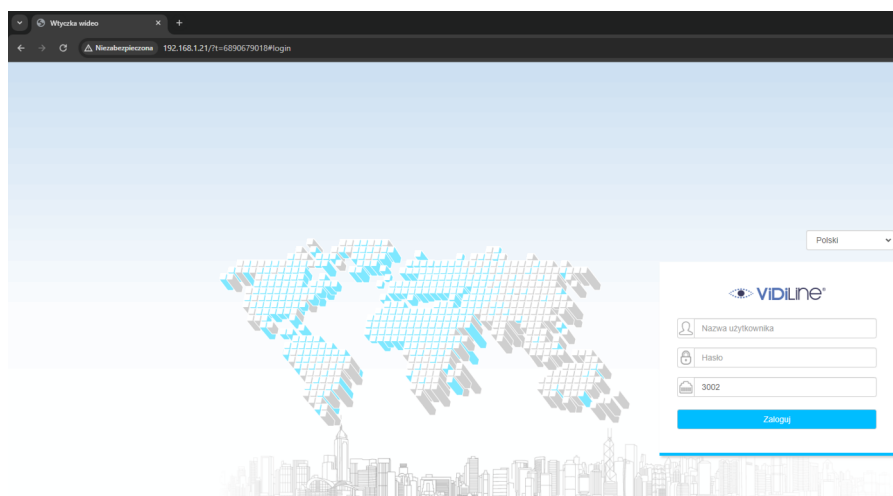 Wtyczka wideo
Niezabezpieczona 192.168.1.21/?t=6890679018#login
Polski
ViDiLine®
Nazwa użytkownika
Hasło
3002
Zaloguj